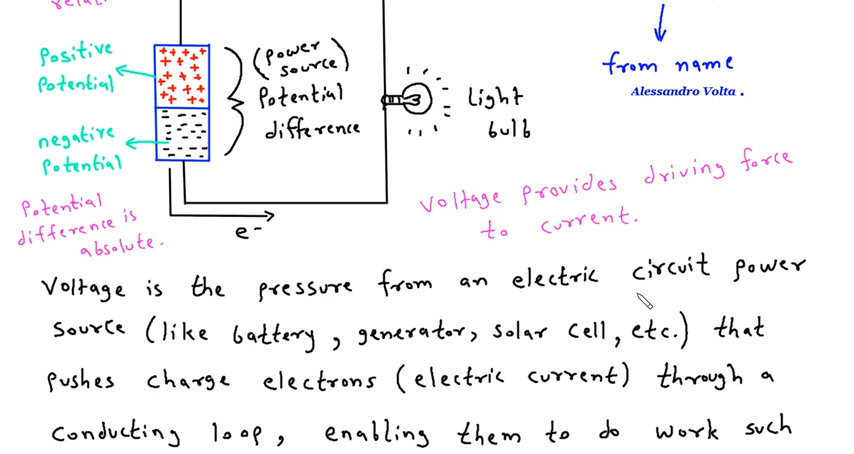 relati
Positive
Potential
negative
Potential
(Power
source)
Potential
difference
Light
bulb
from name
Alessandro Volta.
Potential
difference is
absolute.
e-
Voltage provides driving force
to current.
Voltage is the pressure from an electric circuit power
source (like battery, generator, solar cell, etc.) that
pushes charge electrons (electric current) through a
conducting loop, enabling them to do work such